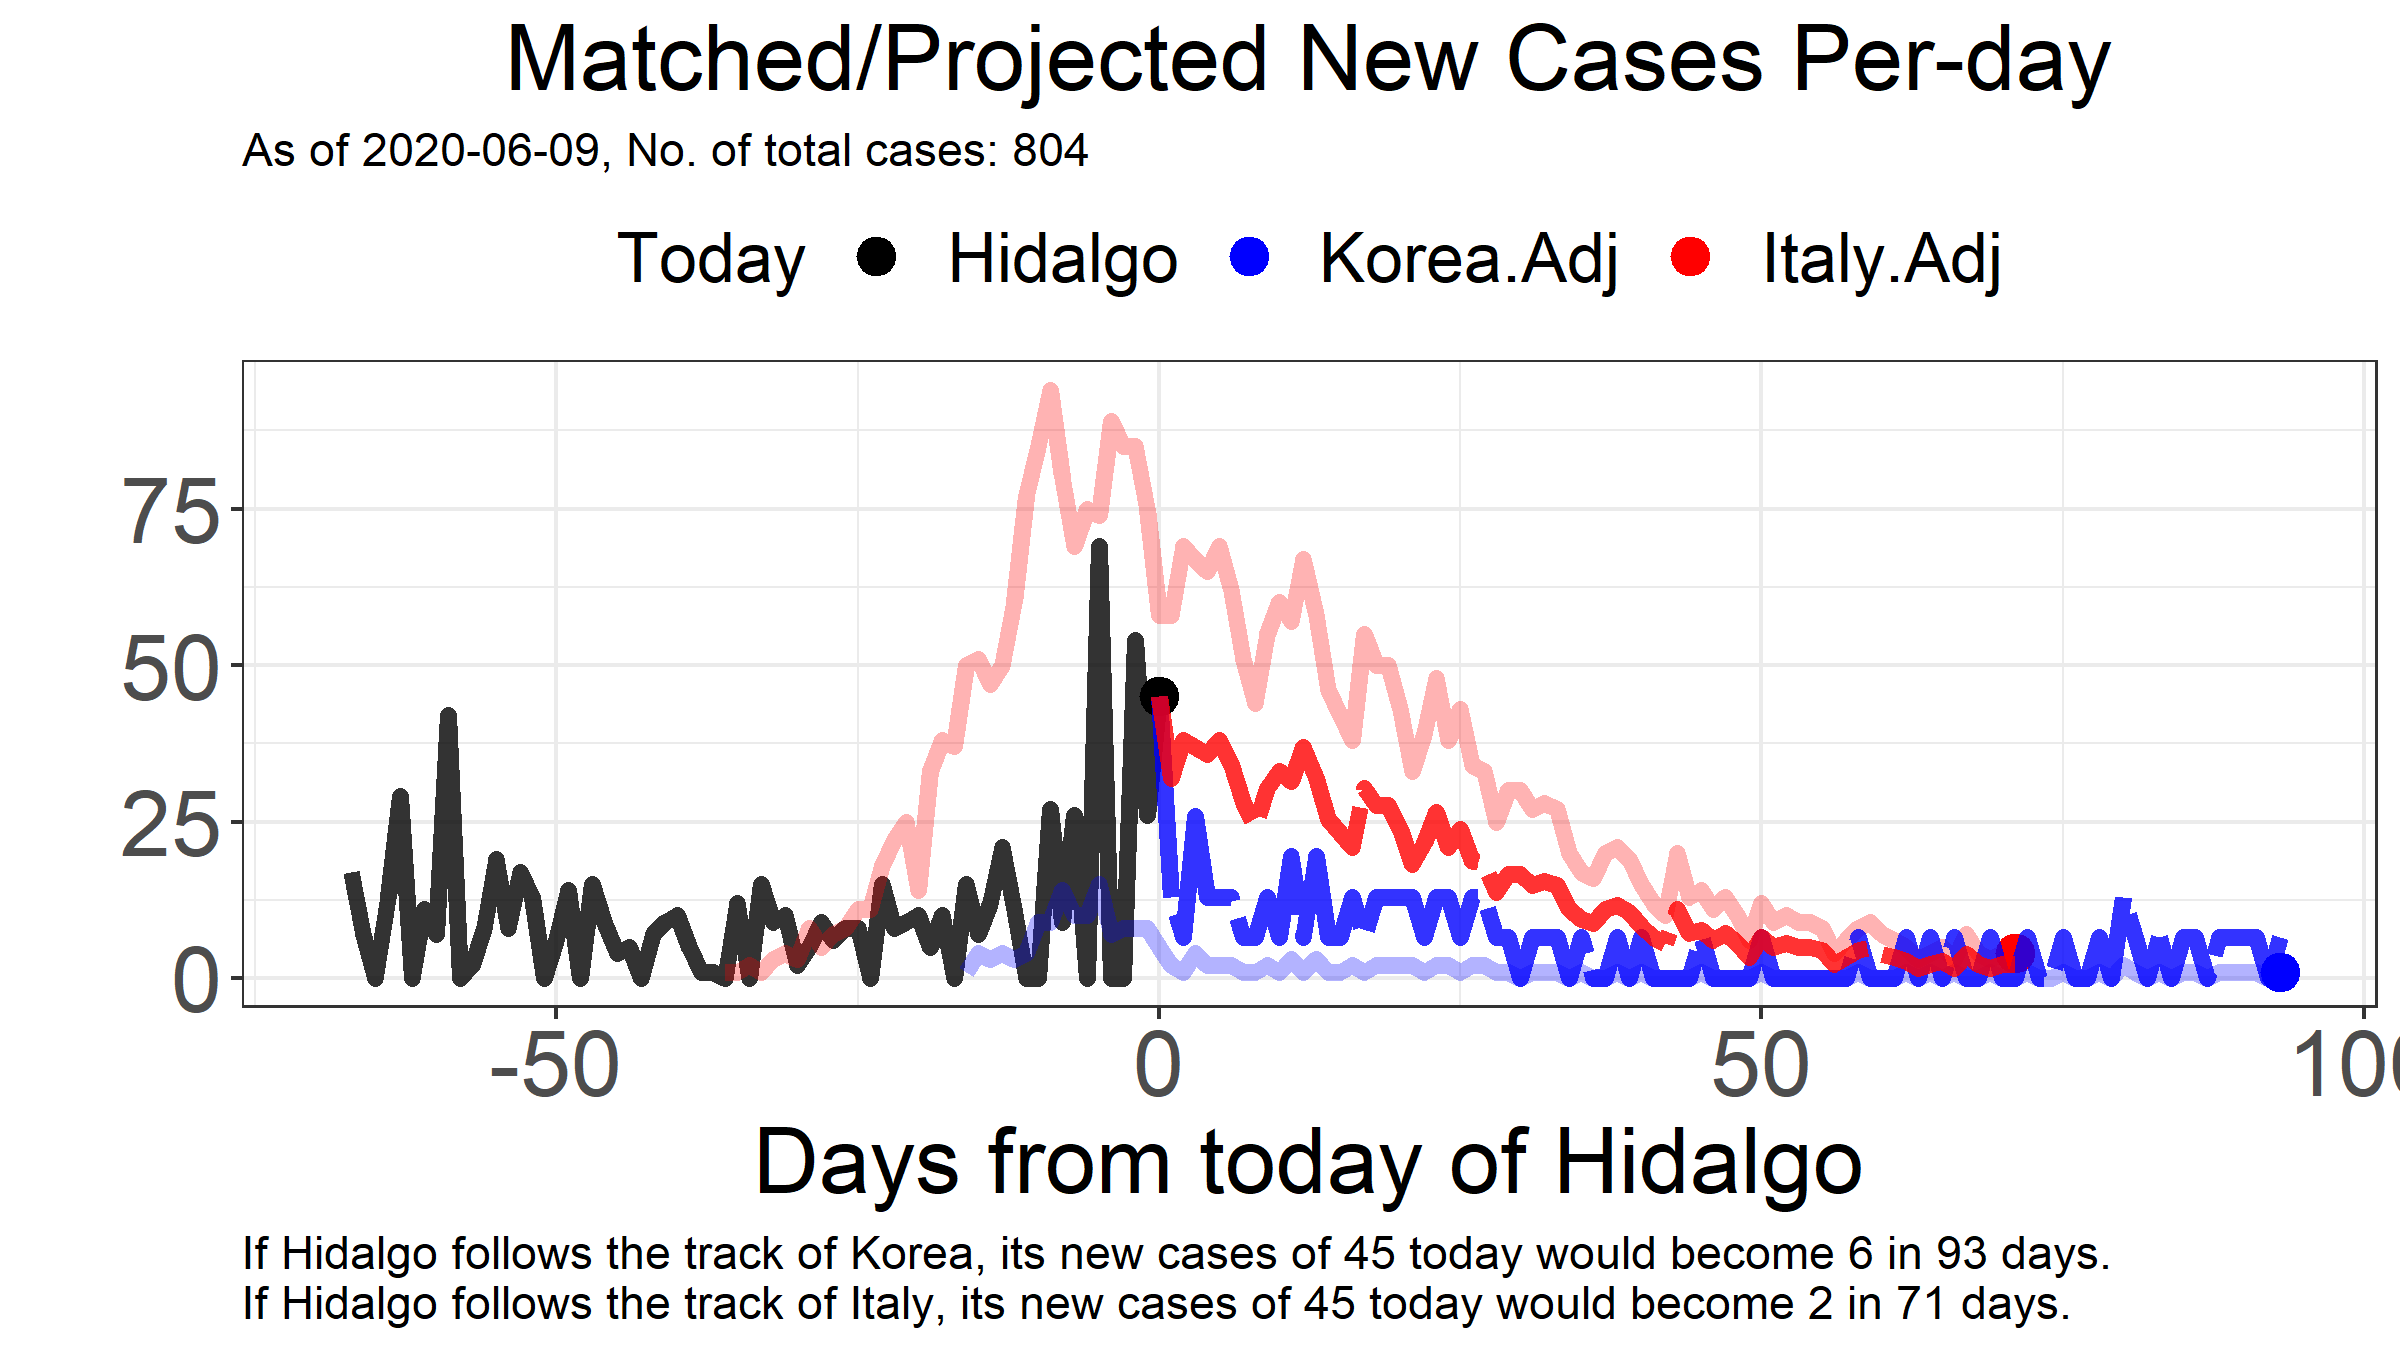 Matched/Projected New Cases Per-day
As of 2020-06-09, No. of total cases: 804
Today Hidalgo Korea.Adj Italy.Adj
75
50
25
0
-50 0 50 100
Days from today of Hidalgo
If Hidalgo follows the track of Korea, its new cases of 45 today would become 6 in 93 days.
If Hidalgo follows the track of Italy, its new cases of 45 today would become 2 in 71 days.